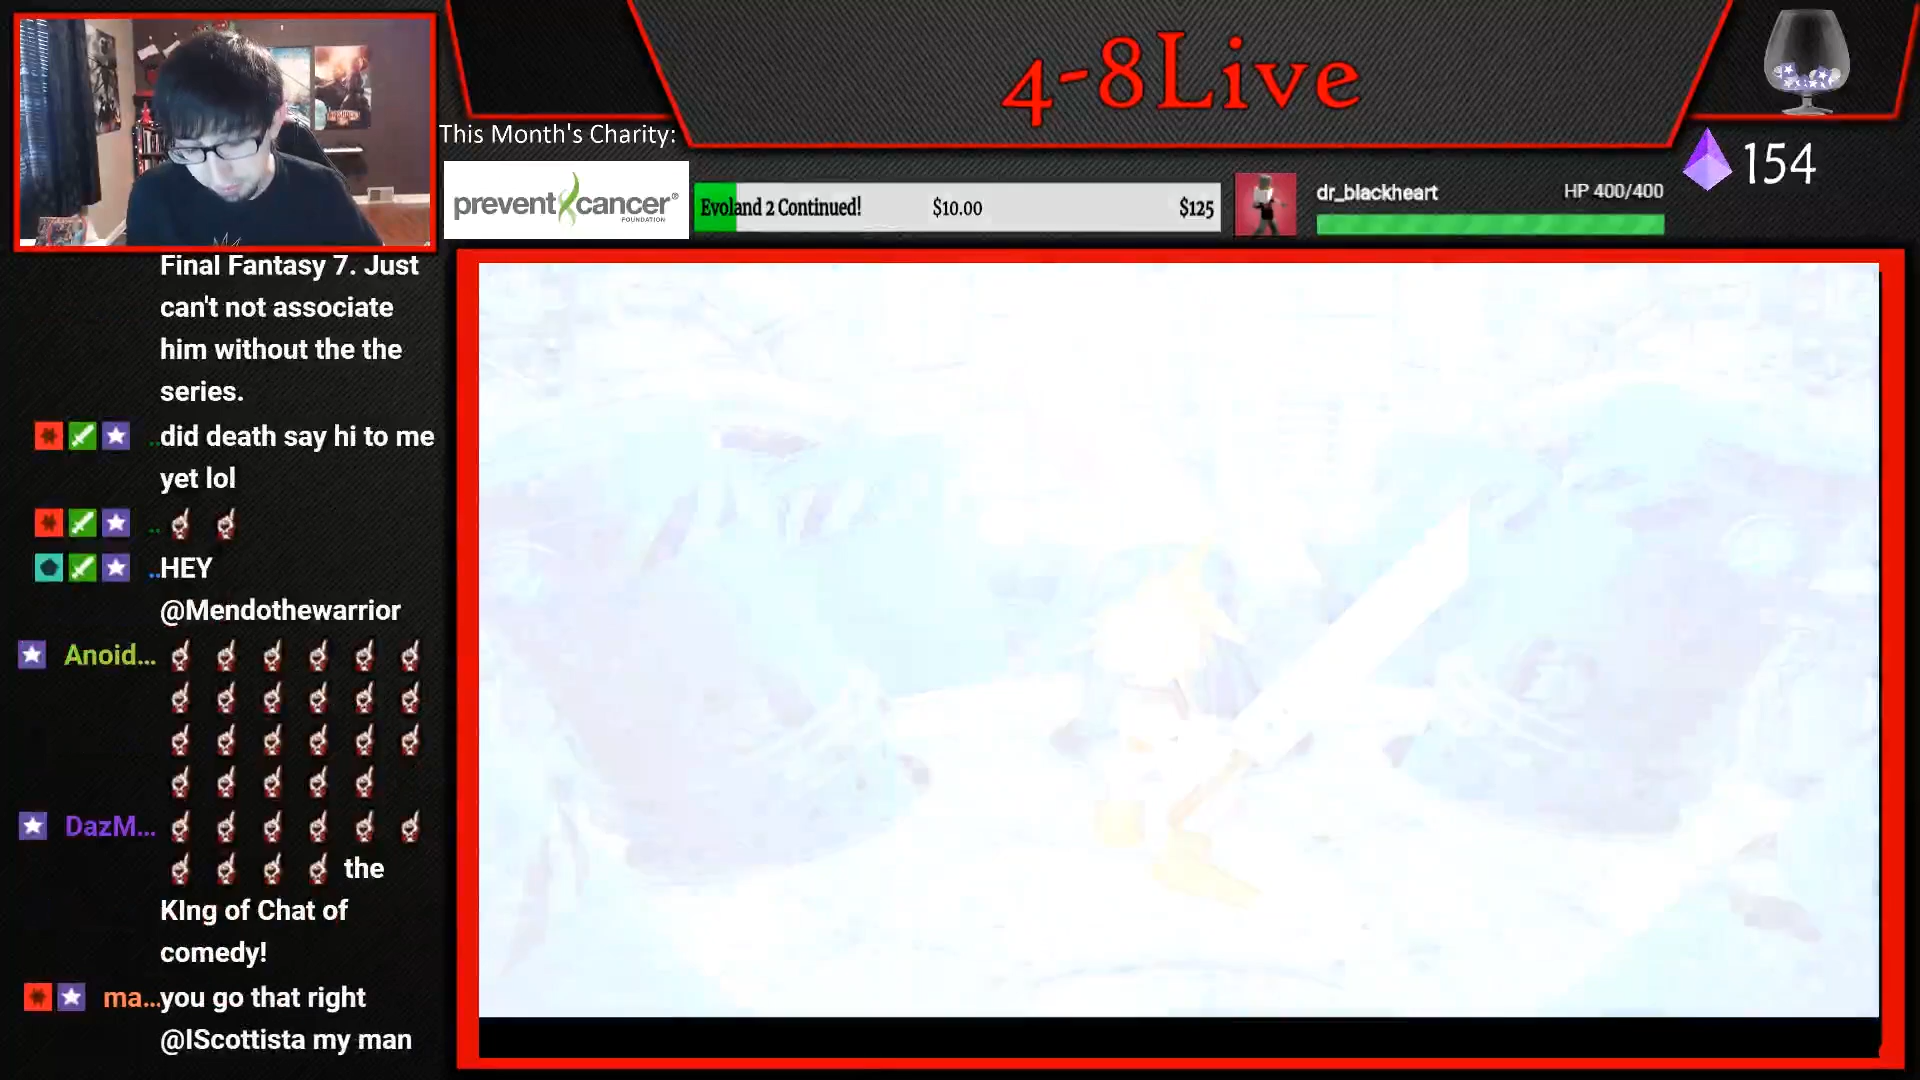 4-8Live
This Month's Charity:
prevent cancer®
FOUNDATION
Evoland 2 Continued! $10.00 $125
dr_blackheart HP 400/400
154
Final Fantasy 7. Just
can't not associate
him without the the
series.
..did death say hi to me
yet lol
..
..HEY
@Mendothewarrior
Anoid...
DazM...
the
KIng of Chat of
comedy!
ma...you go that right
@IScottista my man